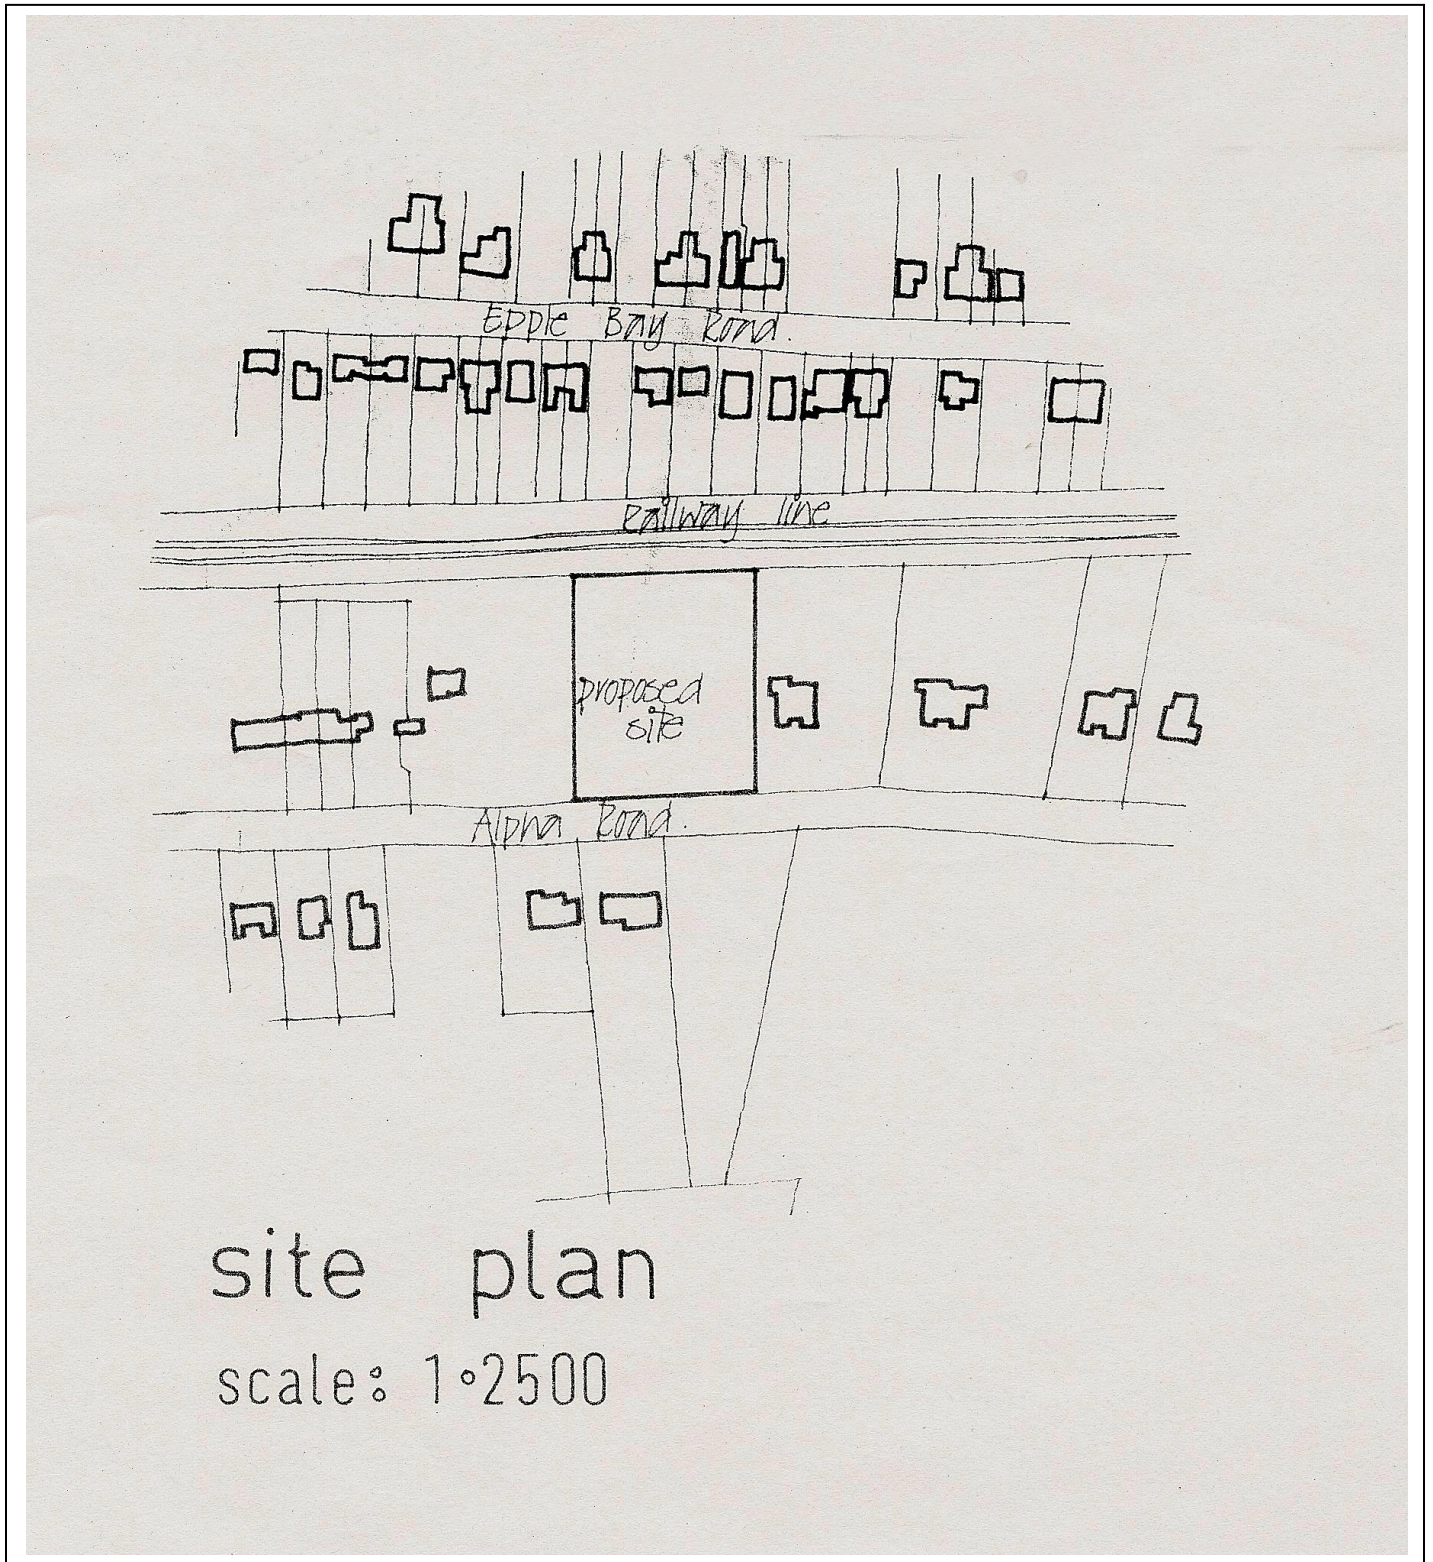 Epple Bay Road.
Railway line
proposed
site
Alpha Road.
site plan
scale: 1:2500